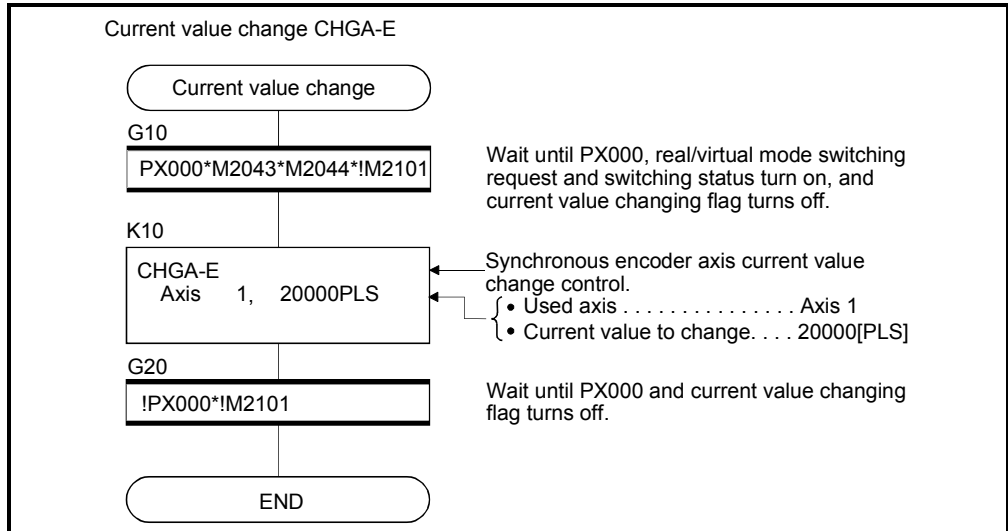 Current value change CHGA-E
Current value change
G10
PX000*M2043*M2044*!M2101
Wait until PX000, real/virtual mode switching
request and switching status turn on, and
current value changing flag turns off.
K10
CHGA-E
Axis 1, 20000PLS
Synchronous encoder axis current value
change control.
• Used axis . . . . . . . . . . . . . . . Axis 1
• Current value to change. . . . 20000[PLS]
G20
!PX000*!M2101
Wait until PX000 and current value changing
flag turns off.
END